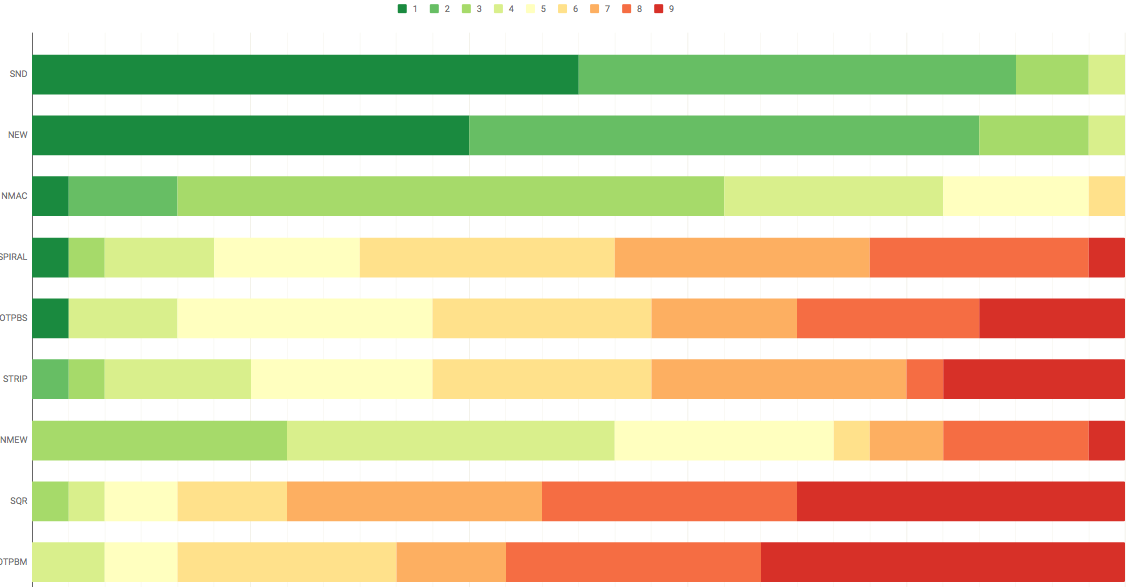 1 2 3 4 5 6 7 8 9
SND
NEW
NMAC
SPIRAL
OTPBS
STRIP
NMEW
SQR
OTPBM